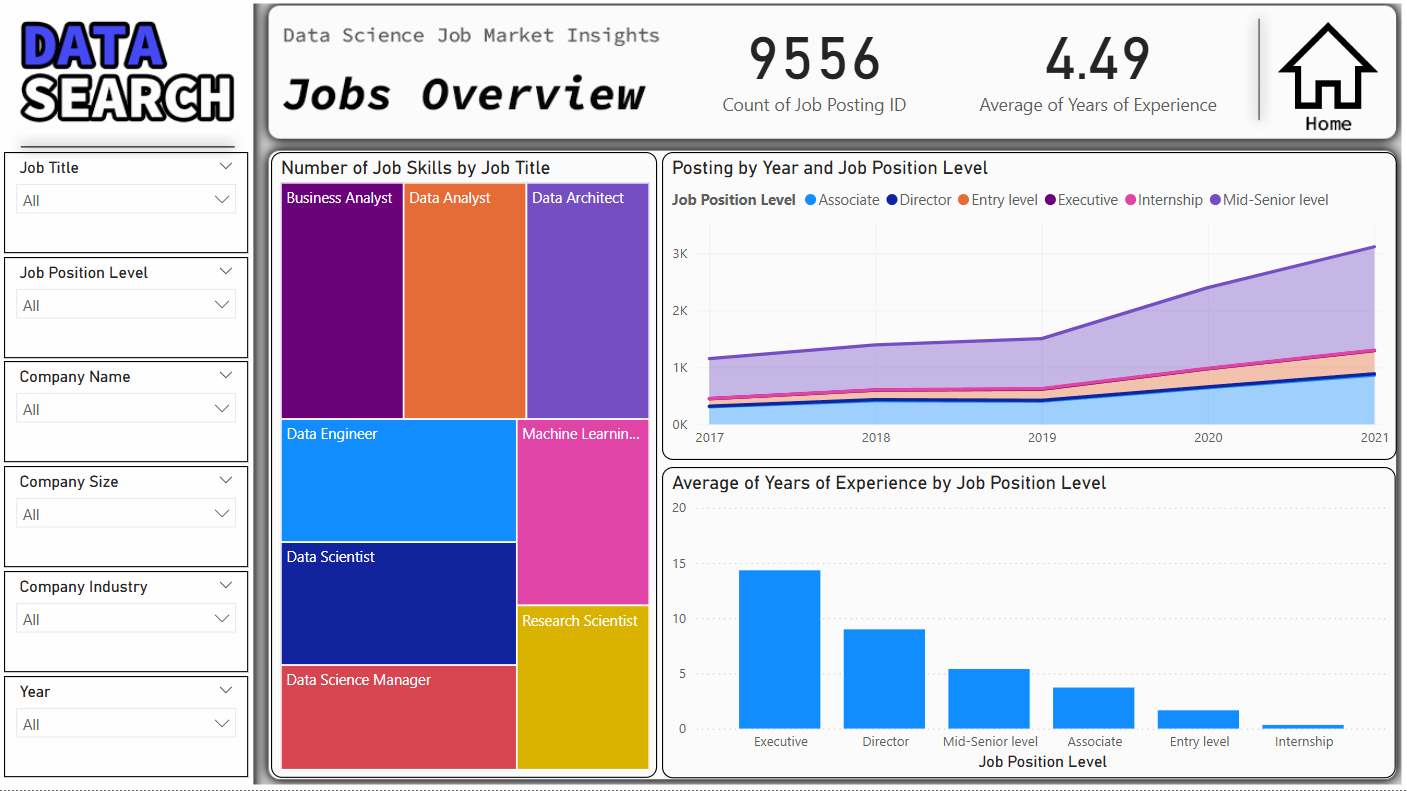 DATA
SEARCH
Data Science Job Market Insights
Jobs Overview
9556
Count of Job Posting ID
4.49
Average of Years of Experience
Home
Job Title
All
Job Position Level
All
Company Name
All
Company Size
All
Company Industry
All
Year
All
Number of Job Skills by Job Title
Business Analyst
Data Analyst
Data Architect
Data Engineer
Machine Learnin...
Data Scientist
Research Scientist
Data Science Manager
Posting by Year and Job Position Level
Job Position Level Associate Director Entry level Executive Internship Mid-Senior level
3K
2K
1K
0K
2017 2018 2019 2020 2021
Average of Years of Experience by Job Position Level
20
15
10
5
0
Executive Director Mid-Senior level Associate Entry level Internship
Job Position Level